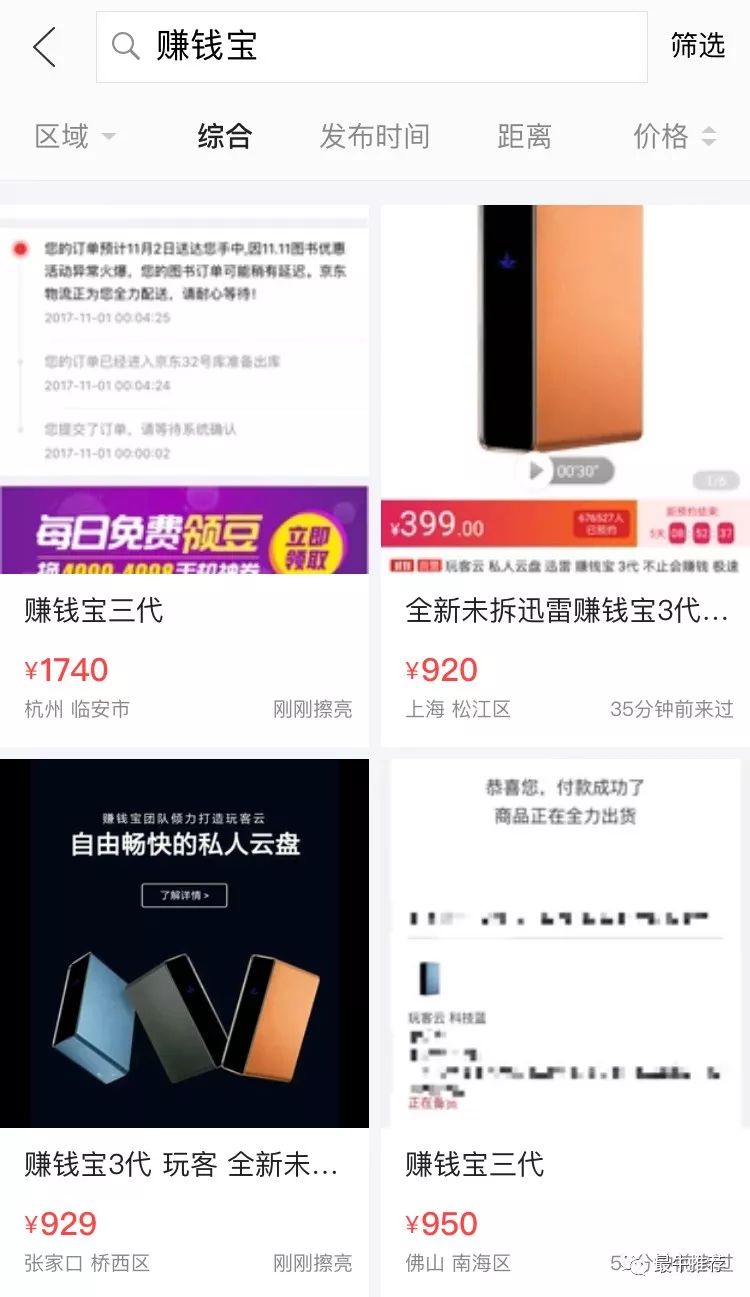 赚钱宝
筛选
区域
综合
发布时间
距离
价格
您的订单预计11月2日送达您手中,因11.11图书优惠
活动异常火爆，您的图书订单可能稍有延迟。京东
物流正为您全力配送，请耐心等待！
2017-11-01 00:04:25
您的订单已经进入京东32号库准备出库
2017-11-01 00:04:24
您提交了订单，请等待系统确认
2017-11-01 00:00:02
每日免费领豆
立即
领取
赚钱宝三代
¥1740
杭州 临安市
刚刚擦亮
00'30"
1/6
¥399.00
676527人
已预约
距预约结束
5天 08:52:37
玩客云 私人云盘 迅雷 赚钱宝 3代 不止会赚钱 极速
全新未拆迅雷赚钱宝3代...
¥920
上海 松江区
35分钟前来过
赚钱宝团队倾力打造玩客云
自由畅快的私人云盘
了解详情 >
赚钱宝3代 玩客 全新未...
¥929
张家口 桥西区
刚刚擦亮
恭喜您，付款成功了
商品正在全力出货
玩客云 科技蓝
正在备货
赚钱宝三代
¥950
佛山 南海区
最牛推荐